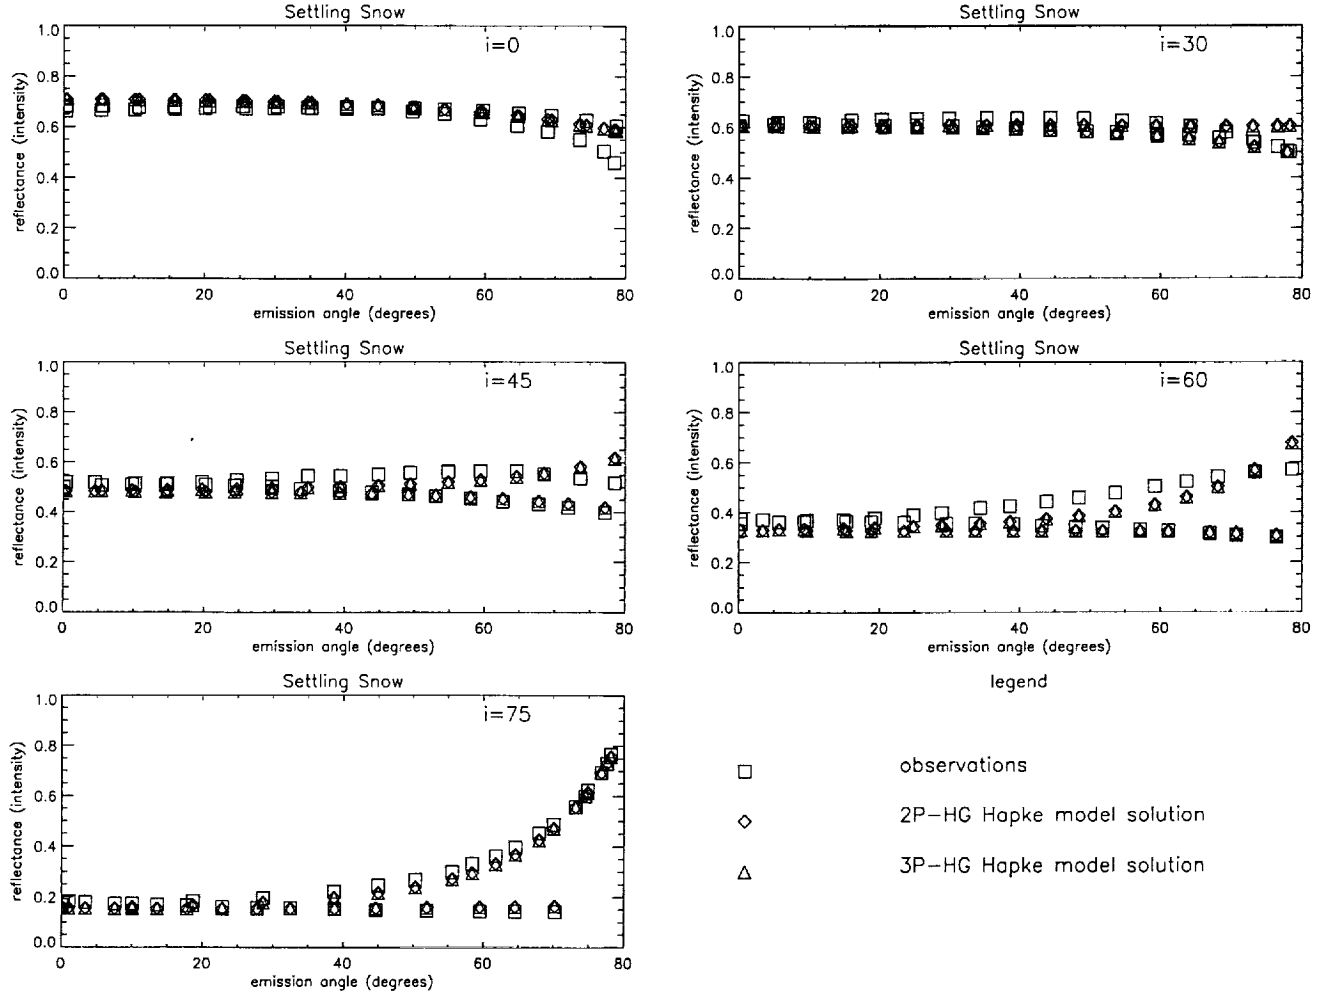 Settling Snow
i=0
reflectance (intensity)
1.0
0.8
0.6
0.4
0.2
0.0
0 20 40 60 80
emission angle (degrees)
Settling Snow
i=30
reflectance (intensity)
1.0
0.8
0.6
0.4
0.2
0.0
0 20 40 60 80
emission angle (degrees)
Settling Snow
i=45
reflectance (intensity)
1.0
0.8
0.6
0.4
0.2
0.0
0 20 40 60 80
emission angle (degrees)
Settling Snow
i=60
reflectance (intensity)
1.0
0.8
0.6
0.4
0.2
0.0
0 20 40 60 80
emission angle (degrees)
Settling Snow
i=75
reflectance (intensity)
1.0
0.8
0.6
0.4
0.2
0.0
0 20 40 60 80
emission angle (degrees)
legend
observations
2P-HG Hapke model solution
3P-HG Hapke model solution